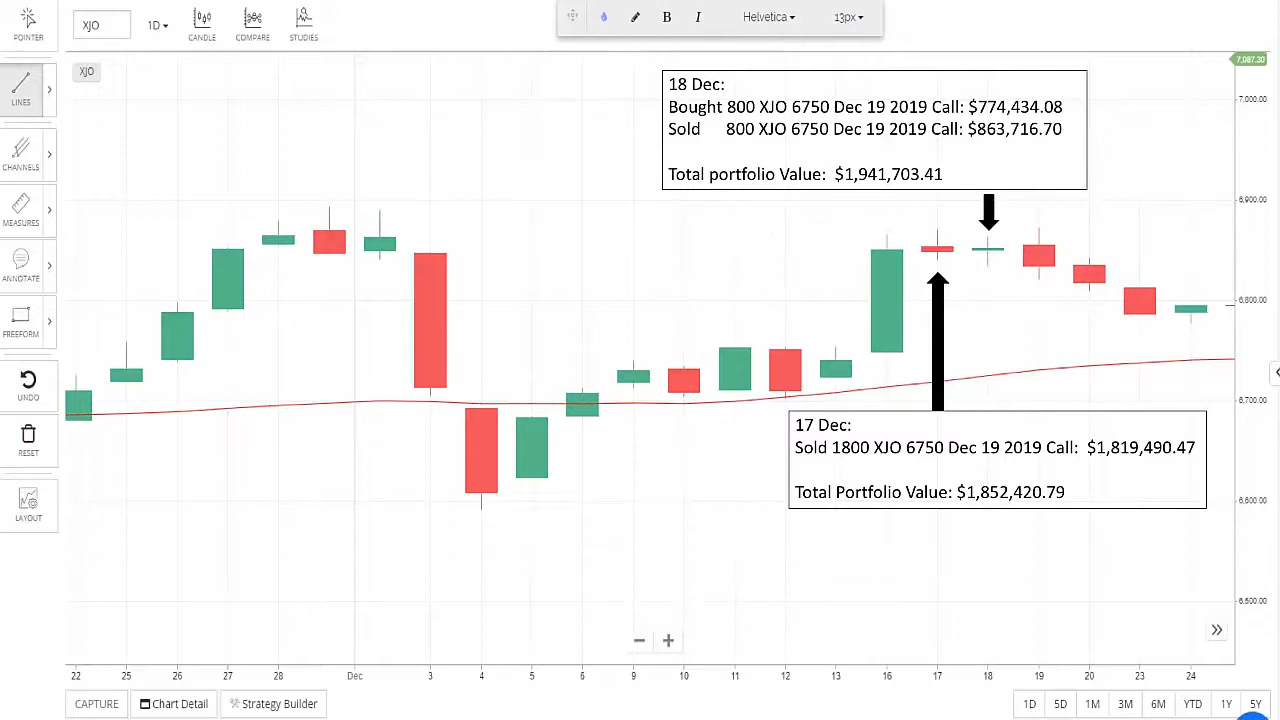 XJO
1D
B
I
Helvetica
13px
POINTER
CANDLE
COMPARE
STUDIES
XJO
7,087.30
LINES
18 Dec:
Bought 800 XJO 6750 Dec 19 2019 Call: $774,434.08
Sold 800 XJO 6750 Dec 19 2019 Call: $863,716.70
Total portfolio Value: $1,941,703.41
7,000.00
CHANNELS
6,900.00
MEASURES
ANNOTATE
6,800.00
FREEFORM
UNDO
6,700.00
17 Dec:
Sold 1800 XJO 6750 Dec 19 2019 Call: $1,819,490.47
Total Portfolio Value: $1,852,420.79
RESET
6,600.00
LAYOUT
6,500.00
22 25 26 27 28 Dec 3 4 5 6 9 10 11 12 13 16 17 18 19 20 23 24
CAPTURE
Chart Detail
Strategy Builder
1D 5D 1M 3M 6M YTD 1Y 5Y